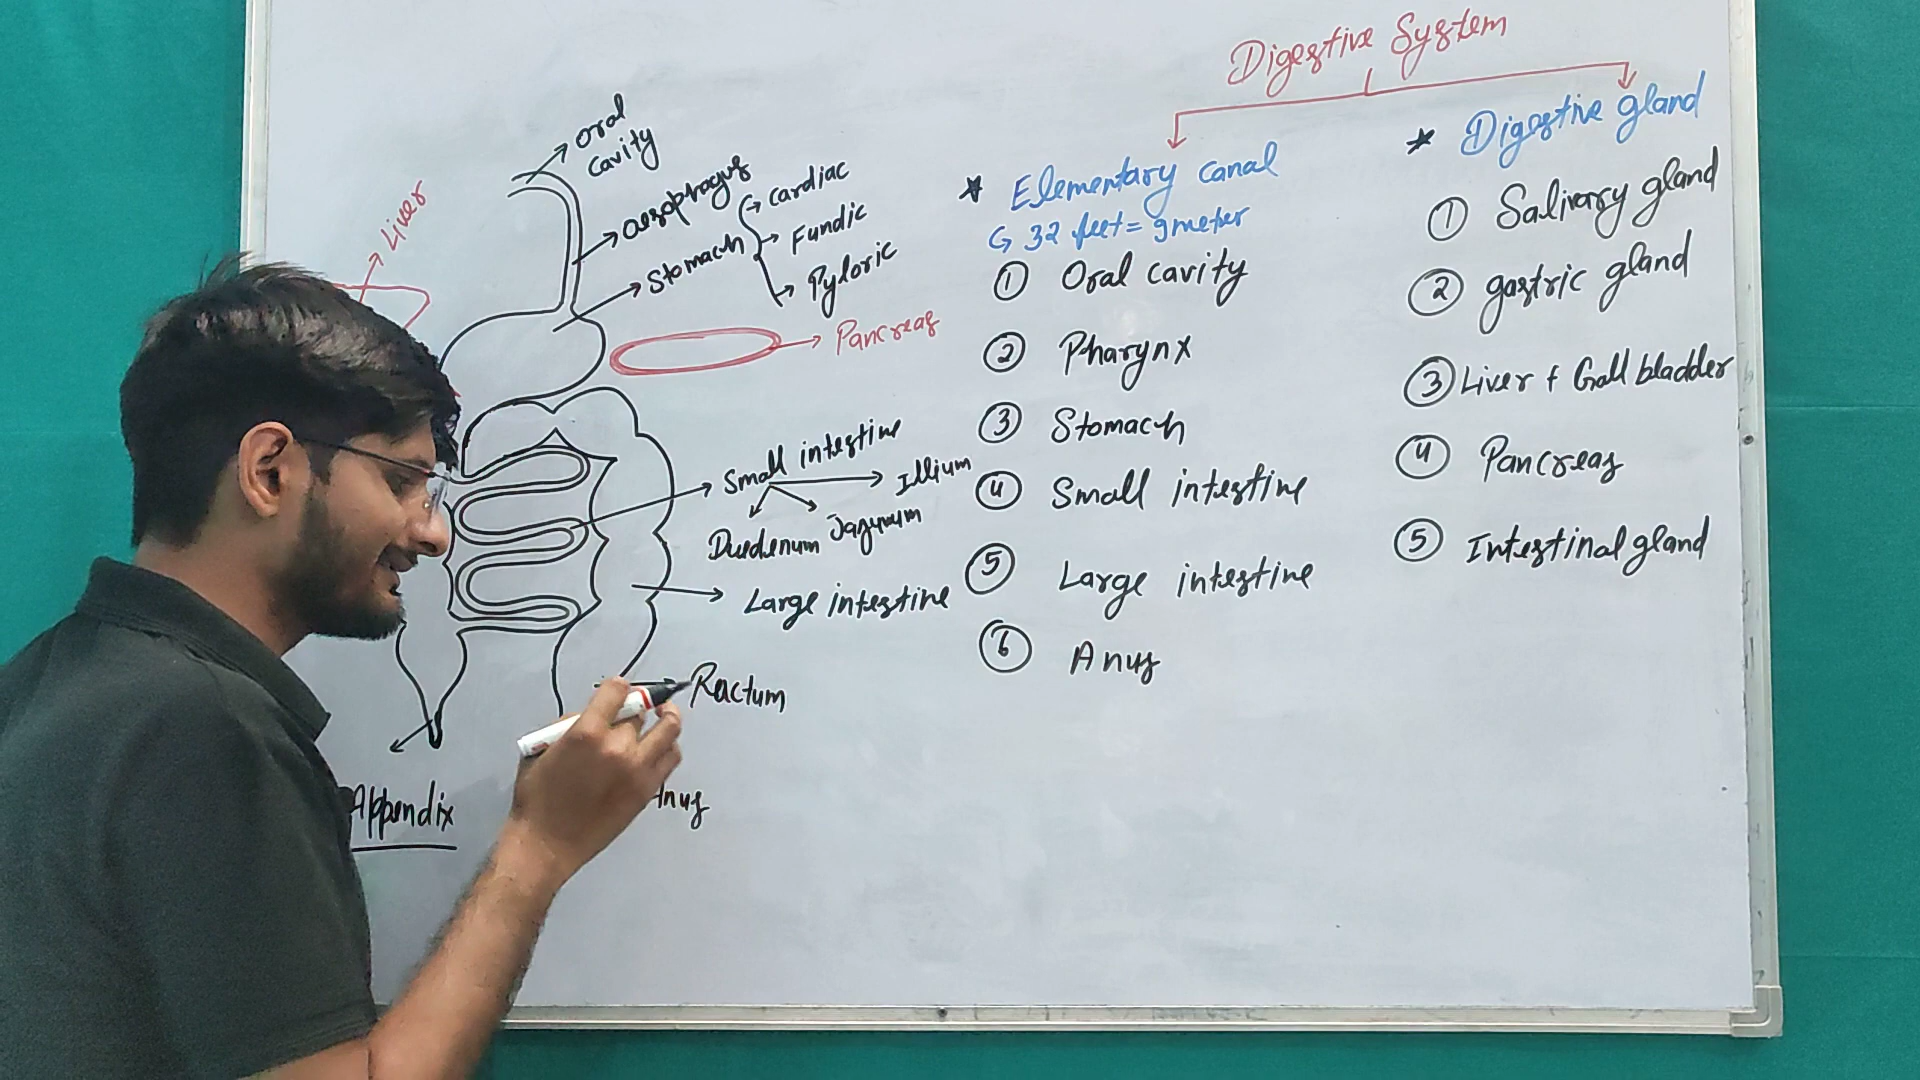 Digestive System
Oral
cavity
Liver
Oesophagus
Stomach
Cardiac
Fundic
Pyloric
Pancreas
Small intestine
Duedenum
Jagunum
Illium
Large intestine
Ractum
Anus
Appendix
* Elementary canal
↳ 32 feet = 9 meter
① Oral cavity
② Pharynx
③ Stomach
④ Small intestine
⑤ Large intestine
⑥ Anus
* Digestive gland
① Salivary gland
② gastric gland
③ Liver + Gall bladder
④ Pancreas
⑤ Intestinal gland